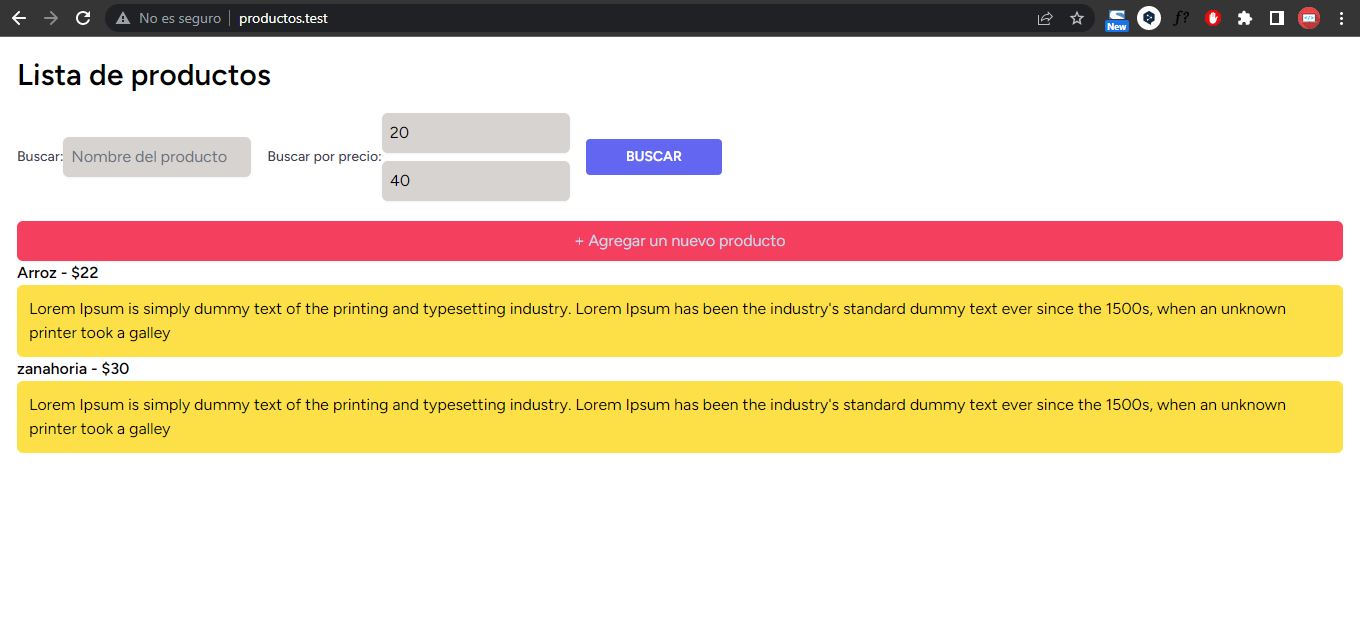 No es seguro productos.test
New
f?
Lista de productos
Buscar: Nombre del producto Buscar por precio: 20 BUSCAR
40
+ Agregar un nuevo producto
Arroz - $22
Lorem Ipsum is simply dummy text of the printing and typesetting industry. Lorem Ipsum has been the industry's standard dummy text ever since the 1500s, when an unknown
printer took a galley
zanahoria - $30
Lorem Ipsum is simply dummy text of the printing and typesetting industry. Lorem Ipsum has been the industry's standard dummy text ever since the 1500s, when an unknown
printer took a galley